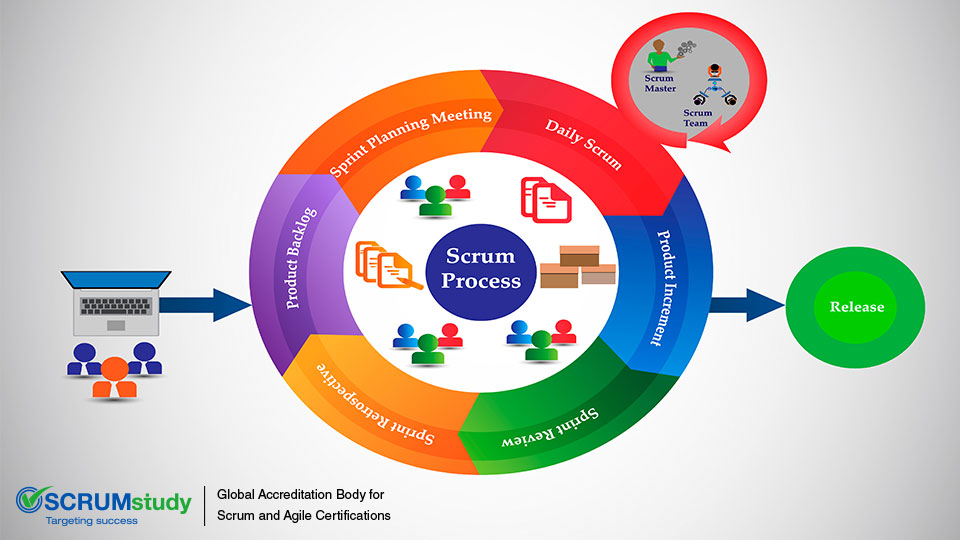 Scrum
Master
Scrum
Team
Sprint Planning Meeting
Daily Scrum
Product Backlog
Product Increment
Scrum
Process
Release
Sprint Retrospective
Sprint Review
SCRUMstudy
Targeting success
Global Accreditation Body for
Scrum and Agile Certifications